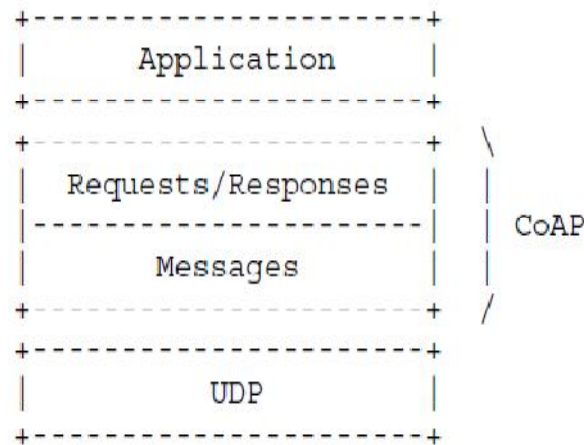 Application
Requests/Responses
CoAP
Messages
UDP